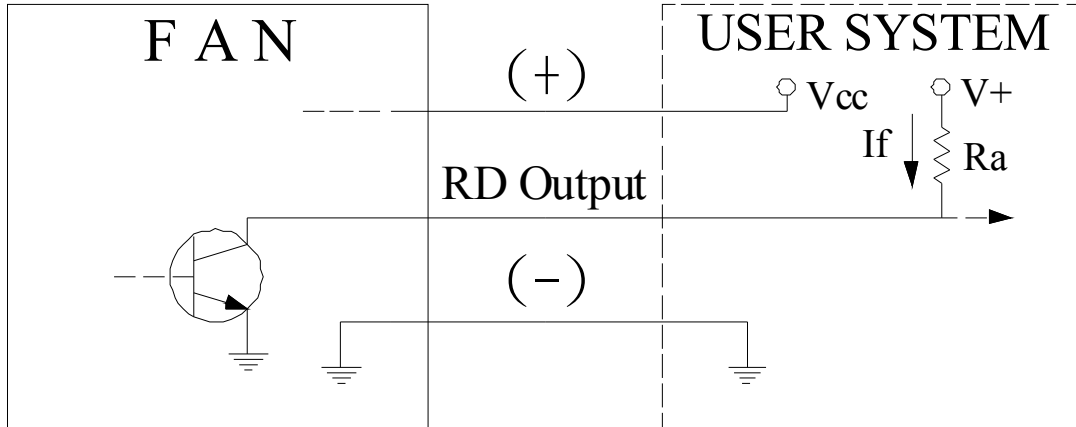 F A N
USER SYSTEM
(+)
Vcc
V+
If
Ra
RD Output
(−)